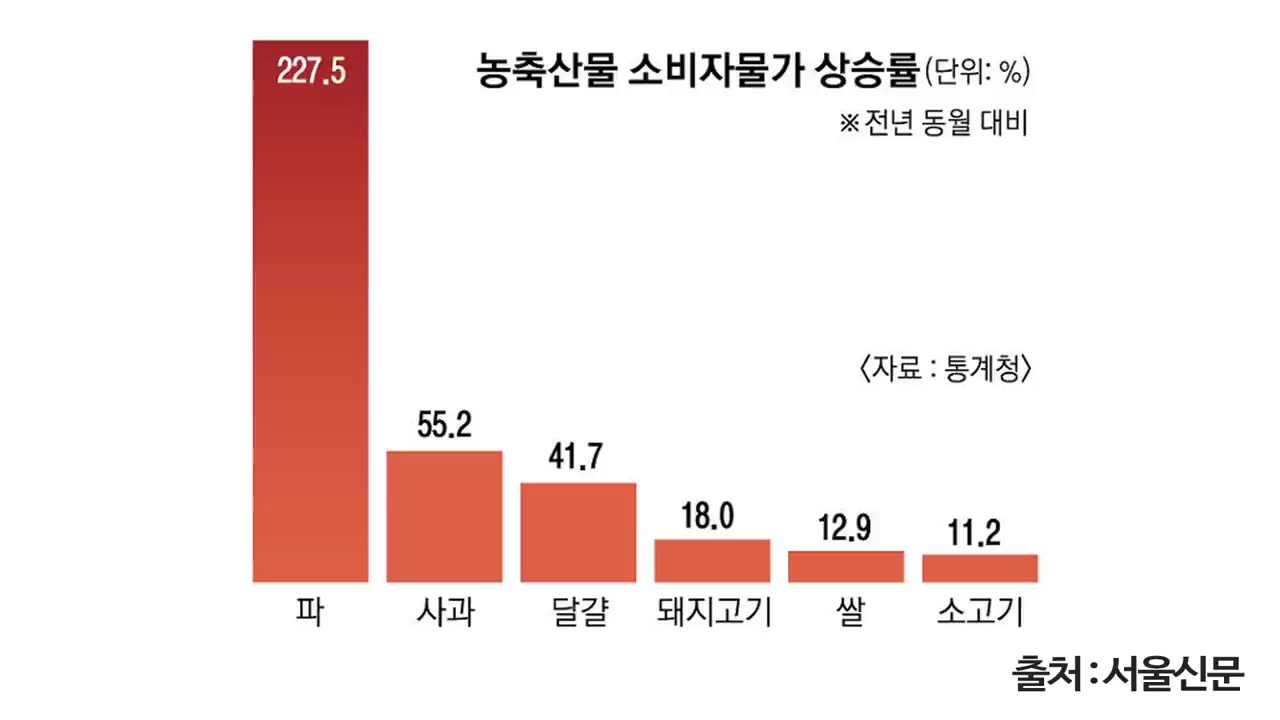 농축산물 소비자물가 상승률(단위: %)
※전년 동월 대비
〈자료 : 통계청〉
227.5
55.2
41.7
18.0
12.9
11.2
파
사과
달걀
돼지고기
쌀
소고기
출처 : 서울신문